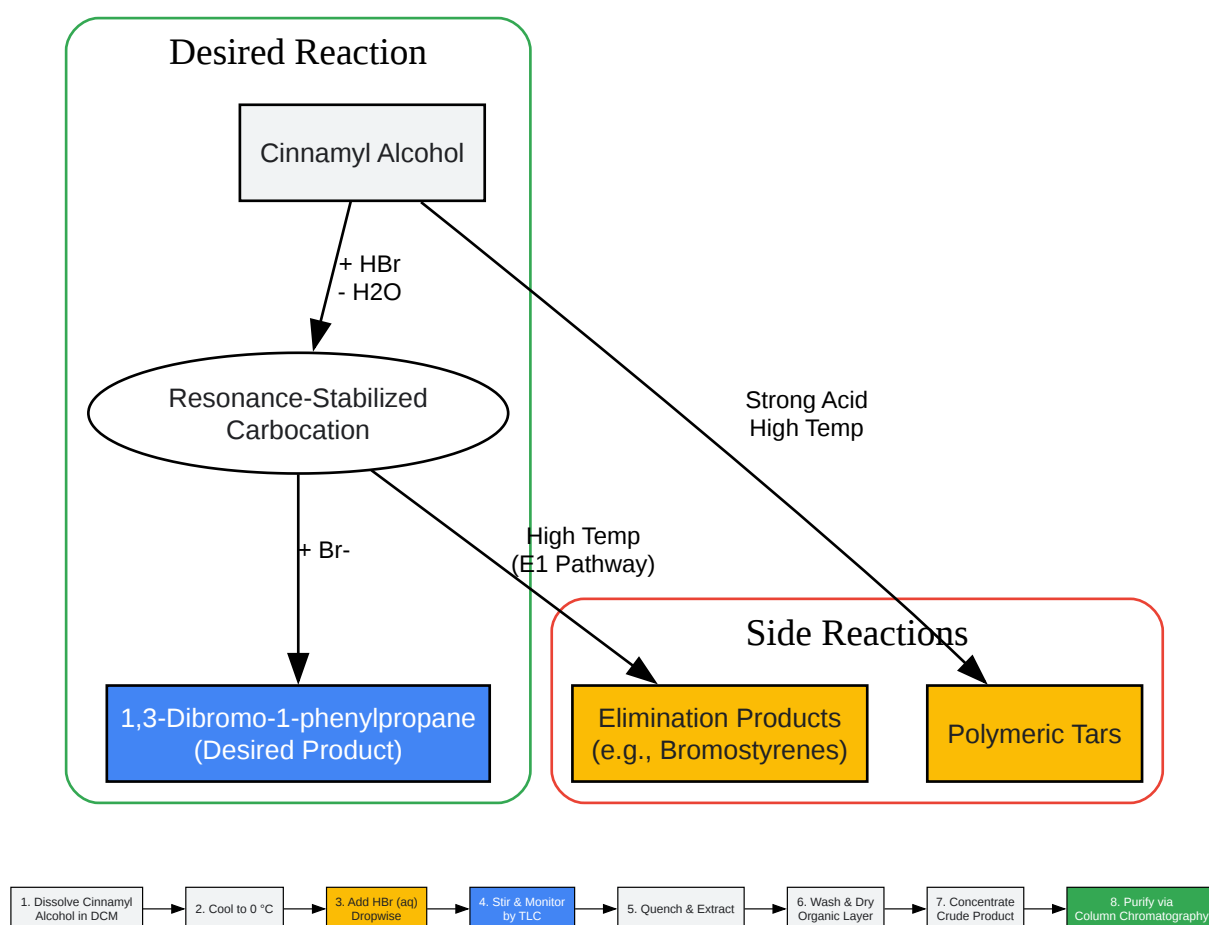 Desired Reaction
Cinnamyl Alcohol
+ HBr
- H2O
Resonance-Stabilized
Carbocation
Strong Acid
High Temp
+ Br-
High Temp
(E1 Pathway)
Side Reactions
1,3-Dibromo-1-phenylpropane
(Desired Product)
Elimination Products
(e.g., Bromostyrenes)
Polymeric Tars
1. Dissolve Cinnamyl
Alcohol in DCM
2. Cool to 0 °C
3. Add HBr (aq)
Dropwise
4. Stir & Monitor
by TLC
5. Quench & Extract
6. Wash & Dry
Organic Layer
7. Concentrate
Crude Product
8. Purify via
Column Chromatography